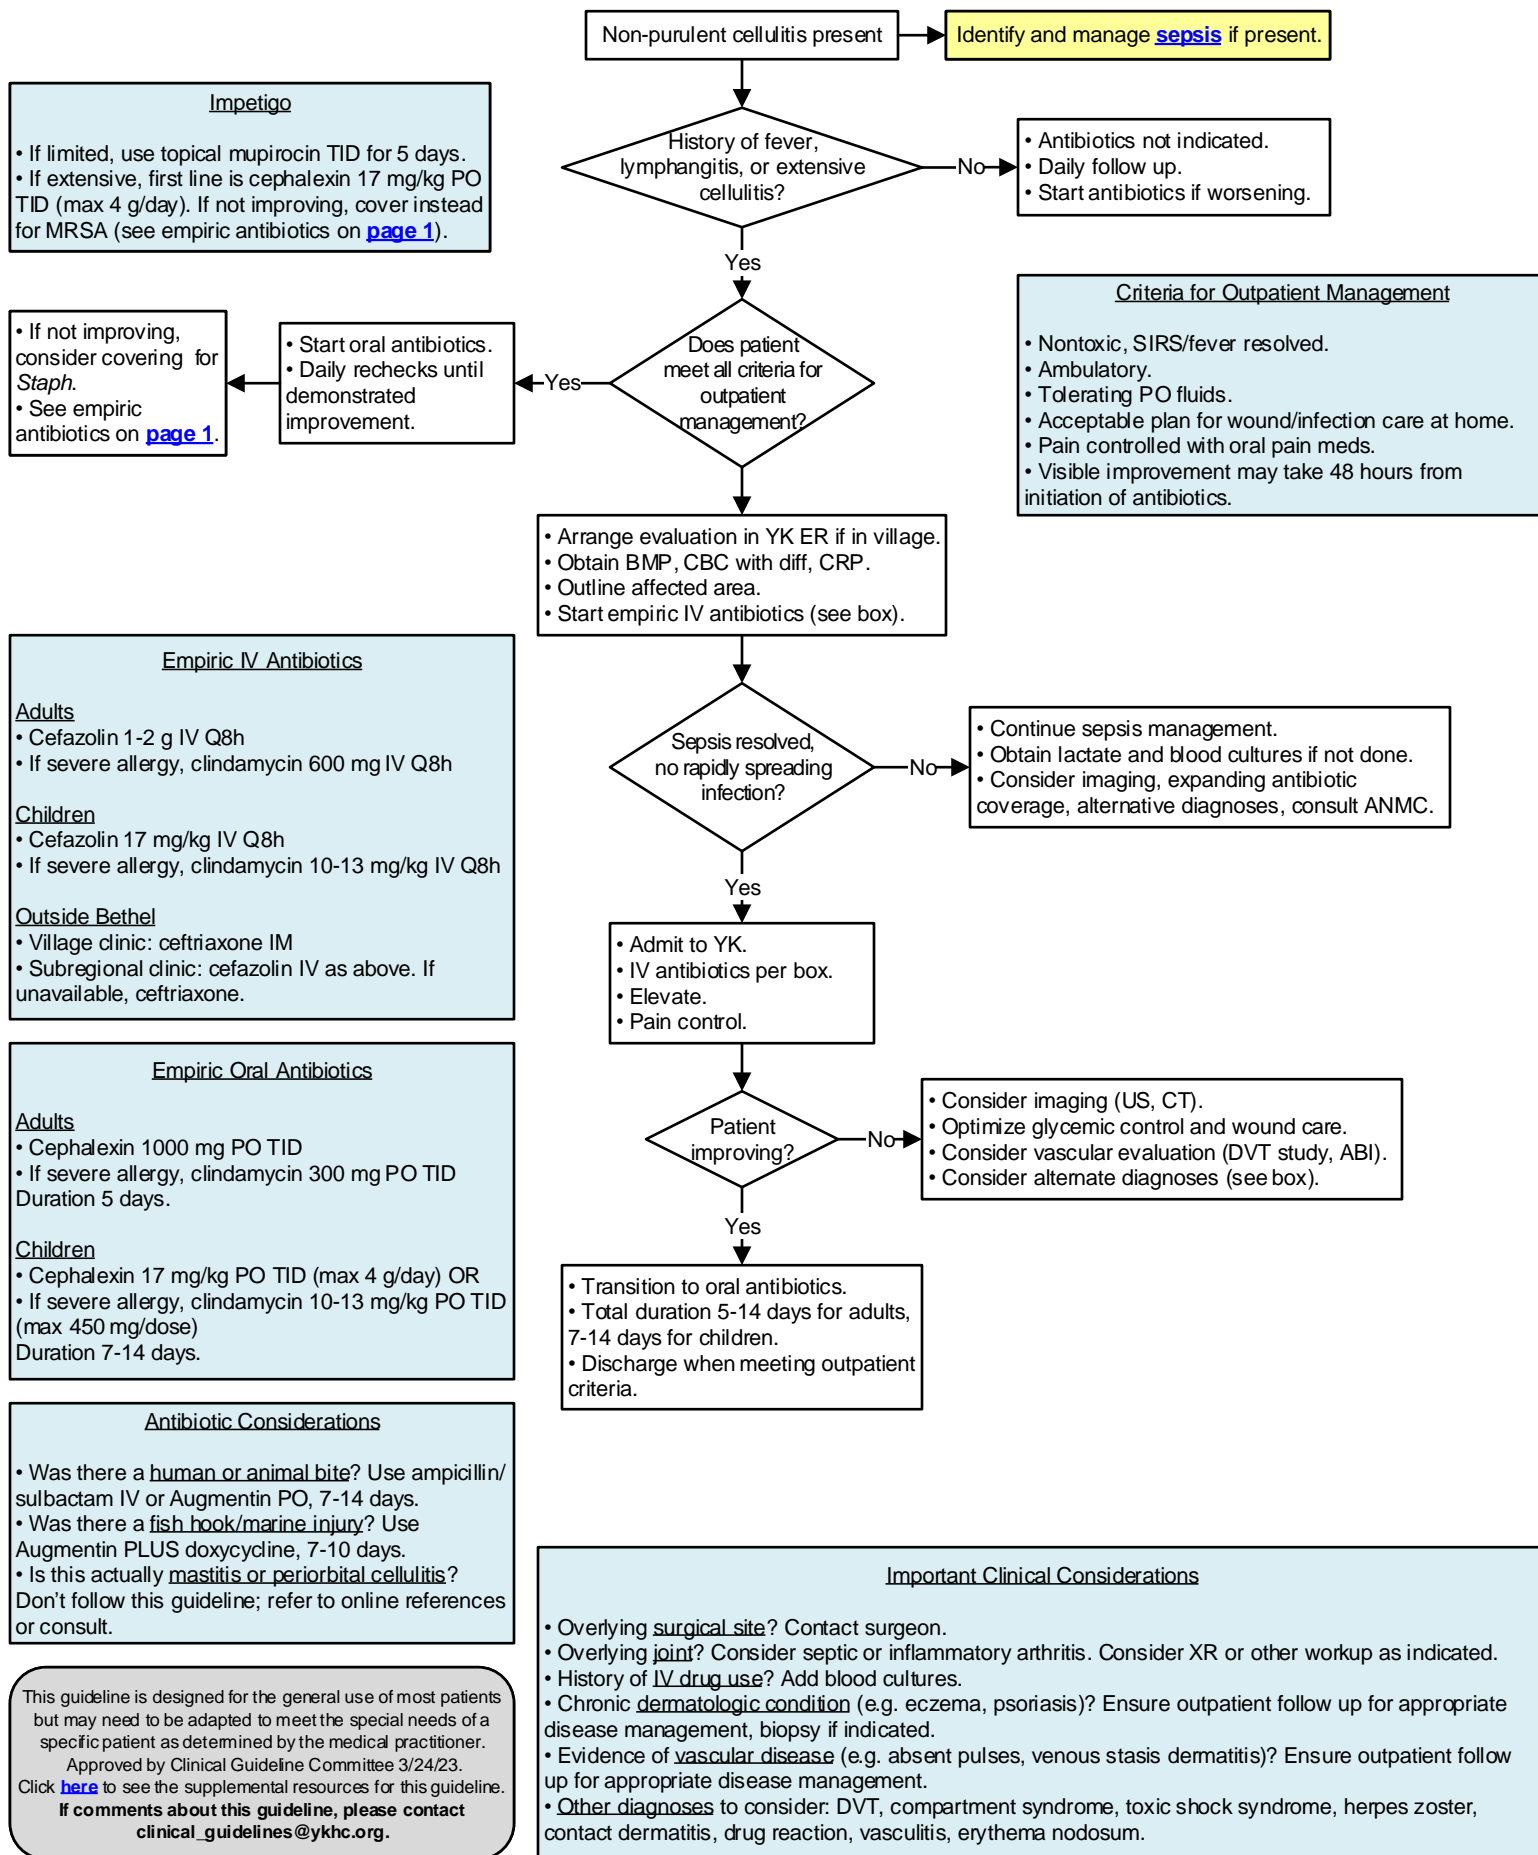 Non-purulent cellulitis present
Identify and manage sepsis if present.
Impetigo
• If limited, use topical mupirocin TID for 5 days.
• If extensive, first line is cephalexin 17 mg/kg PO
TID (max 4 g/day). If not improving, cover instead
for MRSA (see empiric antibiotics on page 1).
History of fever,
lymphangitis, or extensive
cellulitis?
No
• Antibiotics not indicated.
• Daily follow up.
• Start antibiotics if worsening.
Yes
Criteria for Outpatient Management
• Nontoxic, SIRS/fever resolved.
• Ambulatory.
• Tolerating PO fluids.
• Acceptable plan for wound/infection care at home.
• Pain controlled with oral pain meds.
• Visible improvement may take 48 hours from
initiation of antibiotics.
Does patient
meet all criteria for
outpatient
management?
Yes
• Start oral antibiotics.
• Daily rechecks until
demonstrated
improvement.
• If not improving,
consider covering for
Staph.
• See empiric
antibiotics on page 1.
• Arrange evaluation in YK ER if in village.
• Obtain BMP, CBC with diff, CRP.
• Outline affected area.
• Start empiric IV antibiotics (see box).
Empiric IV Antibiotics
Adults
• Cefazolin 1-2 g IV Q8h
• If severe allergy, clindamycin 600 mg IV Q8h
Children
• Cefazolin 17 mg/kg IV Q8h
• If severe allergy, clindamycin 10-13 mg/kg IV Q8h
Outside Bethel
• Village clinic: ceftriaxone IM
• Subregional clinic: cefazolin IV as above. If
unavailable, ceftriaxone.
Sepsis resolved,
no rapidly spreading
infection?
No
• Continue sepsis management.
• Obtain lactate and blood cultures if not done.
• Consider imaging, expanding antibiotic
coverage, alternative diagnoses, consult ANMC.
Yes
• Admit to YK.
• IV antibiotics per box.
• Elevate.
• Pain control.
Empiric Oral Antibiotics
Adults
• Cephalexin 1000 mg PO TID
• If severe allergy, clindamycin 300 mg PO TID
Duration 5 days.
Children
• Cephalexin 17 mg/kg PO TID (max 4 g/day) OR
• If severe allergy, clindamycin 10-13 mg/kg PO TID
(max 450 mg/dose)
Duration 7-14 days.
Patient
improving?
No
• Consider imaging (US, CT).
• Optimize glycemic control and wound care.
• Consider vascular evaluation (DVT study, ABI).
• Consider alternate diagnoses (see box).
Yes
• Transition to oral antibiotics.
• Total duration 5-14 days for adults,
7-14 days for children.
• Discharge when meeting outpatient
criteria.
Antibiotic Considerations
• Was there a human or animal bite? Use ampicillin/
sulbactam IV or Augmentin PO, 7-14 days.
• Was there a fish hook/marine injury? Use
Augmentin PLUS doxycycline, 7-10 days.
• Is this actually mastitis or periorbital cellulitis?
Don't follow this guideline; refer to online references
or consult.
Important Clinical Considerations
• Overlying surgical site? Contact surgeon.
• Overlying joint? Consider septic or inflammatory arthritis. Consider XR or other workup as indicated.
• History of IV drug use? Add blood cultures.
• Chronic dermatologic condition (e.g. eczema, psoriasis)? Ensure outpatient follow up for appropriate
disease management, biopsy if indicated.
• Evidence of vascular disease (e.g. absent pulses, venous stasis dermatitis)? Ensure outpatient follow
up for appropriate disease management.
• Other diagnoses to consider: DVT, compartment syndrome, toxic shock syndrome, herpes zoster,
contact dermatitis, drug reaction, vasculitis, erythema nodosum.
This guideline is designed for the general use of most patients
but may need to be adapted to meet the special needs of a
specific patient as determined by the medical practitioner.
Approved by Clinical Guideline Committee 3/24/23.
Click here to see the supplemental resources for this guideline.
If comments about this guideline, please contact
clinical_guidelines@ykhc.org.